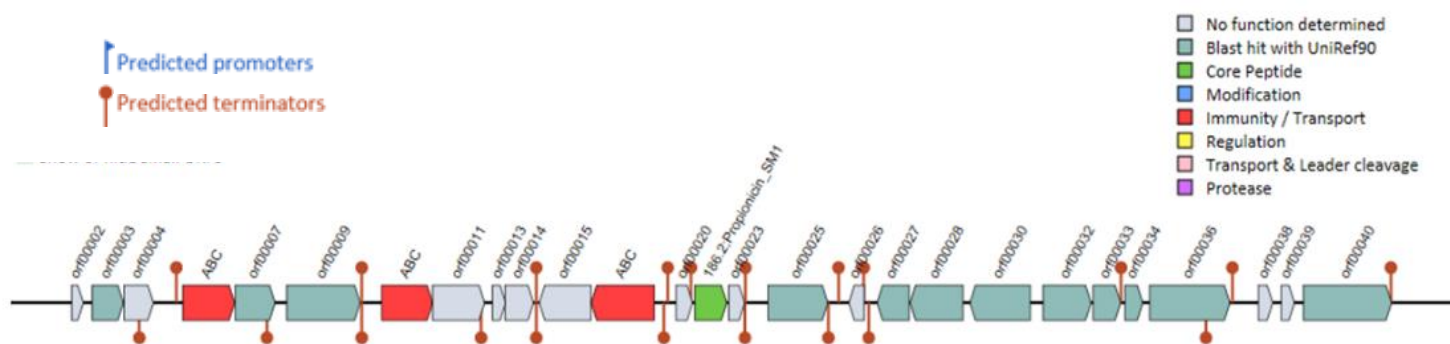 No function determined
Blast hit with UniRef90
Core Peptide
Modification
Immunity / Transport
Regulation
Transport & Leader cleavage
Protease
Predicted promoters
Predicted terminators
orf00002
orf00003
orf00004
ABC
orf00007
orf00009
ABC
orf00011
orf00013
orf00014
orf00015
ABC
orf00020
186.2;Propionicin_SM1
orf00023
orf00025
orf00026
orf00027
orf00028
orf00030
orf00032
orf00033
orf00034
orf00036
orf00038
orf00039
orf00040